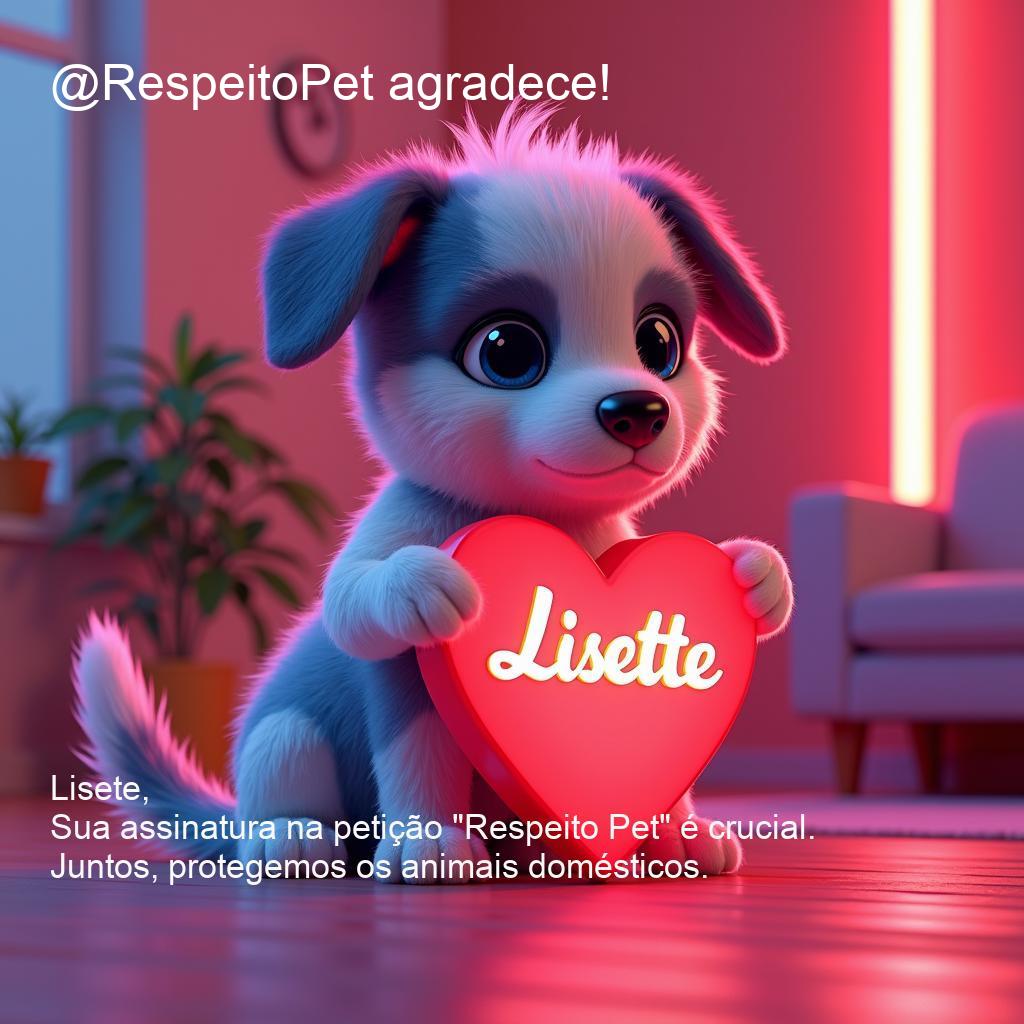 @RespeitoPet agradece!
Lisette
Lisete,
Sua assinatura na petição "Respeito Pet" é crucial.
Juntos, protegemos os animais domésticos.